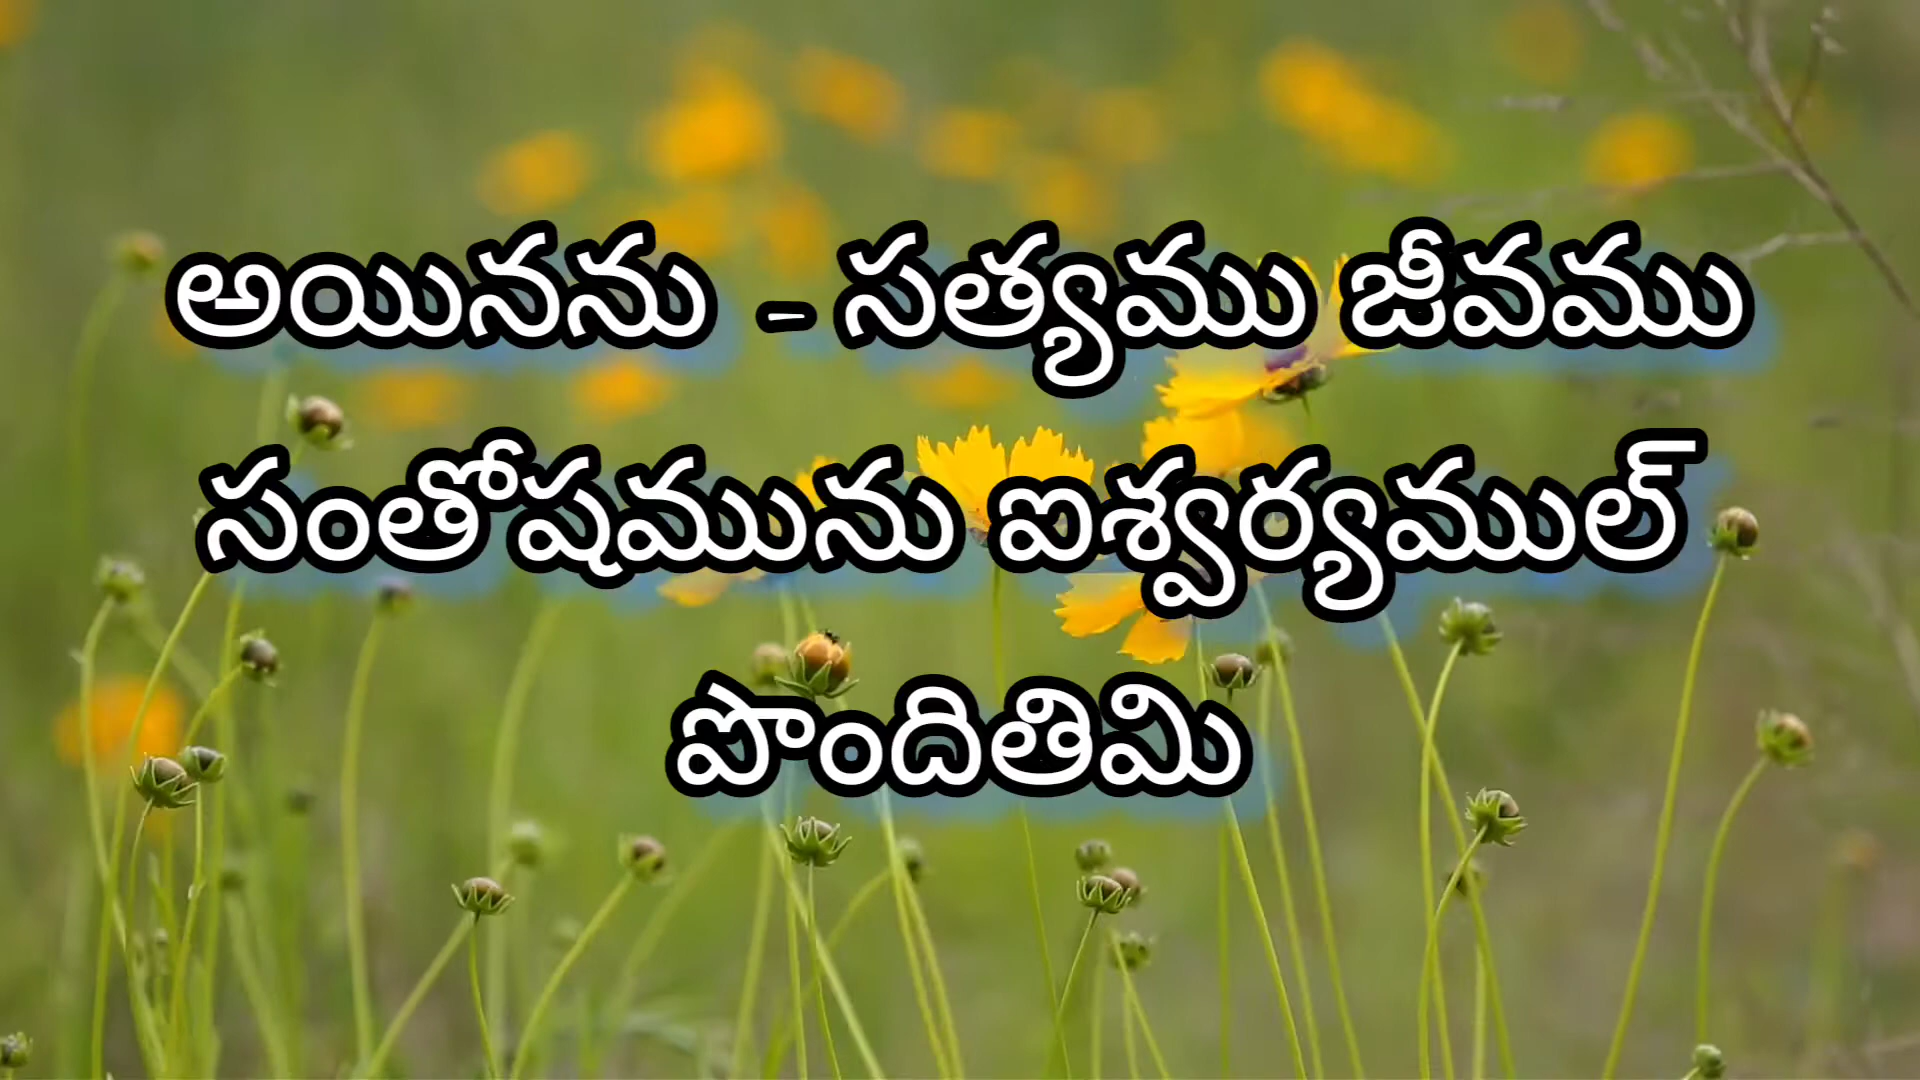 అయినను - సత్యము జీవము
సంతోషమును ఐశ్వర్యముల్
పొందితిమి